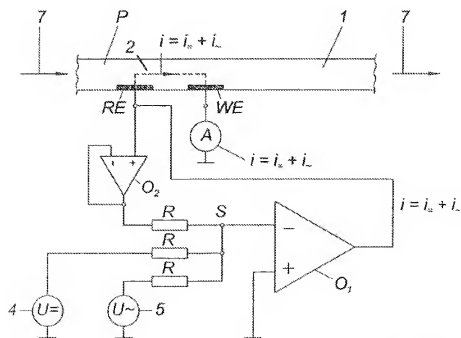 7
P
2
i = i₌ + i~
1
7
RE
WE
A
i = i₌ + i~
+
O₂
R
S
i = i₌ + i~
R
−
R
+
O₁
4
U=
U~
5